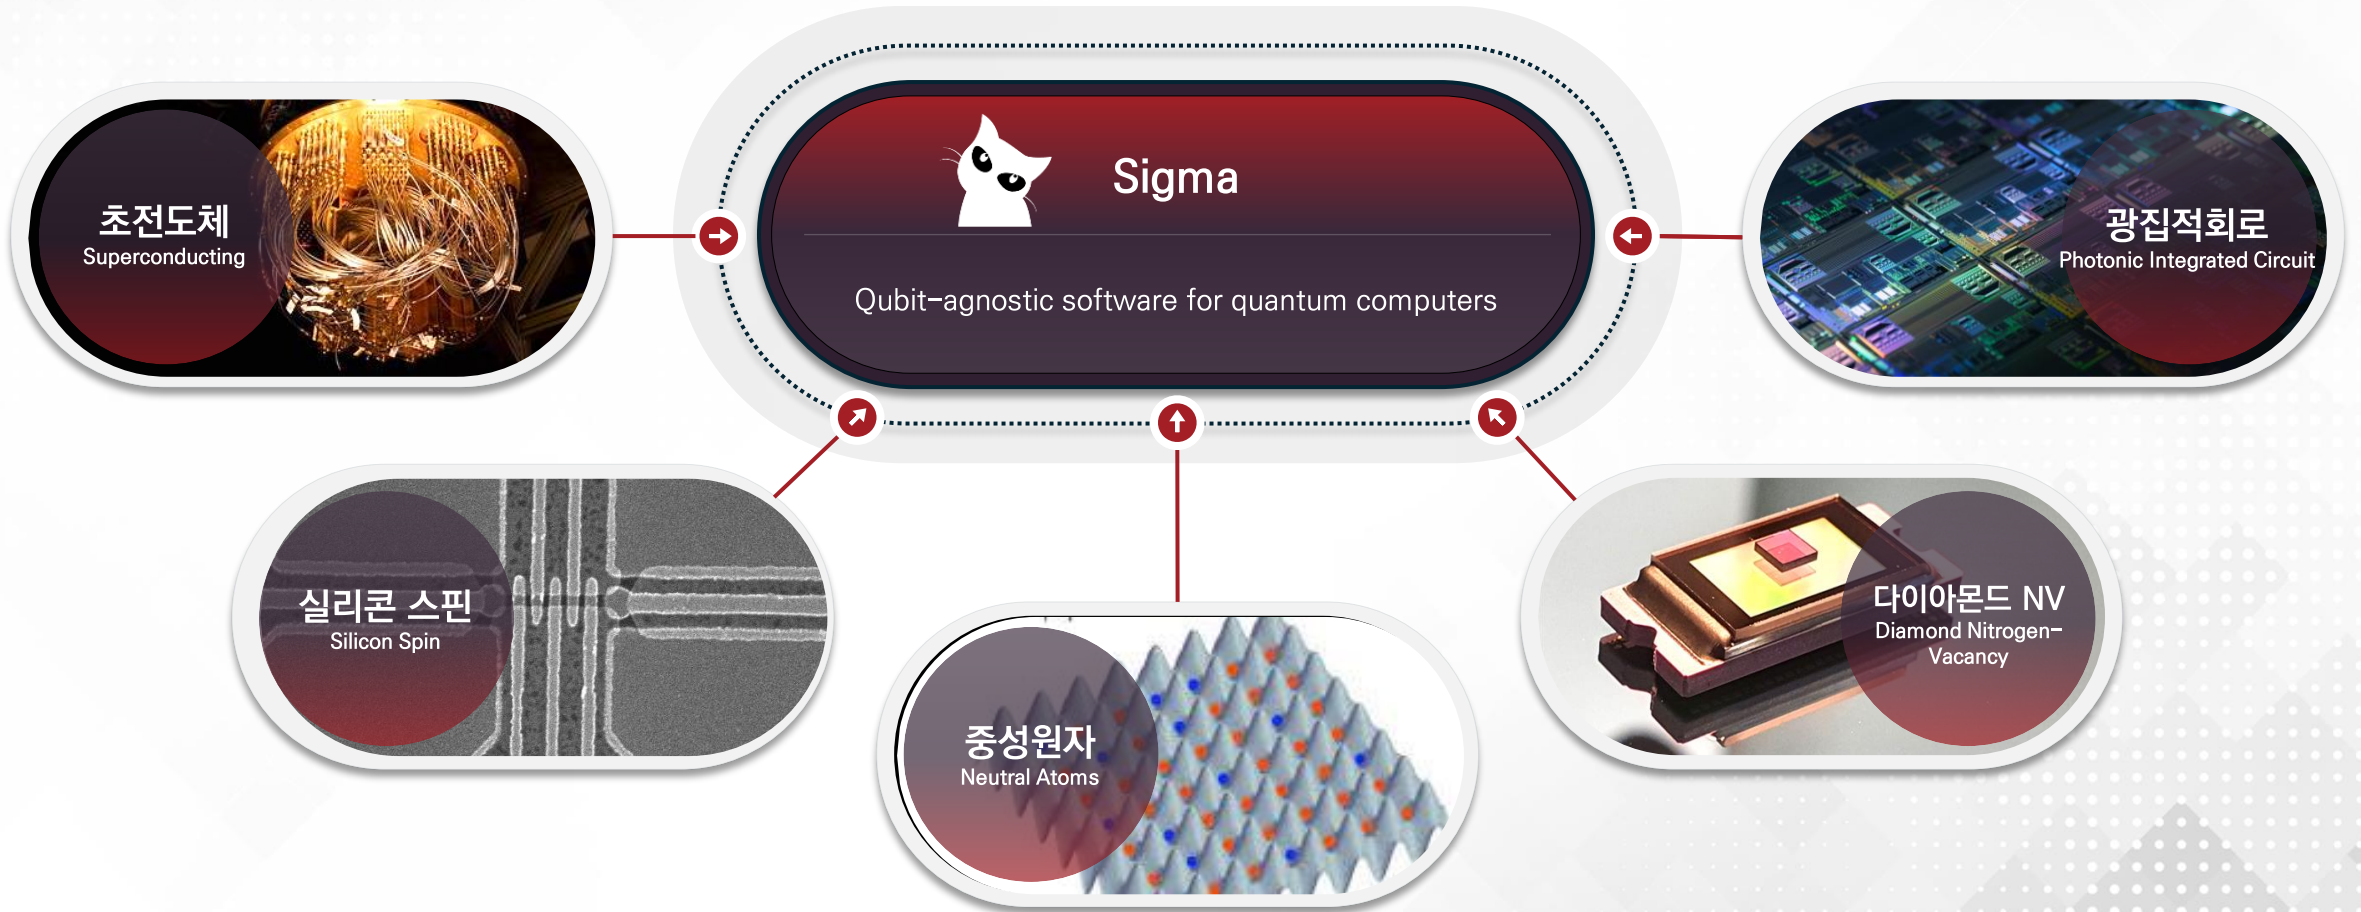 초전도체
Superconducting
Sigma
Qubit-agnostic software for quantum computers
광집적회로
Photonic Integrated Circuit
실리콘 스핀
Silicon Spin
중성원자
Neutral Atoms
다이아몬드 NV
Diamond Nitrogen-
Vacancy